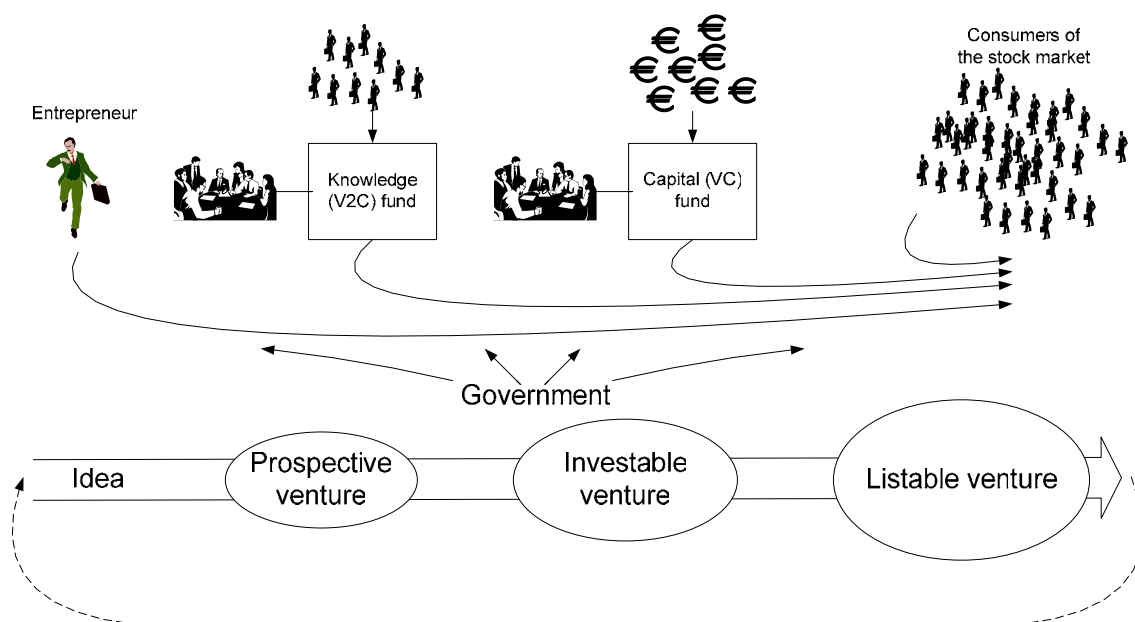 Consumers of
the stock market
Entrepreneur
Knowledge
(V2C) fund
Capital (VC)
fund
Government
Idea
Prospective
venture
Investable
venture
Listable venture